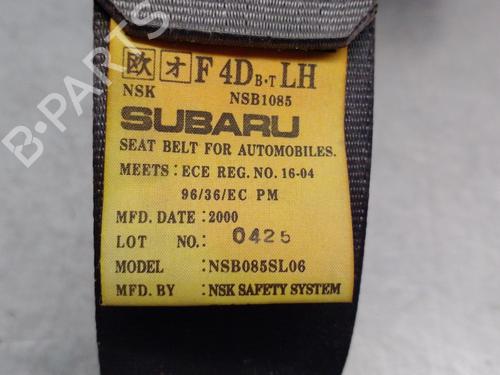 欧 オ F 4D B·T LH
NSK NSB1085
SUBARU
SEAT BELT FOR AUTOMOBILES.
MEETS: ECE REG. NO. 16-04
96/36/EC PM
MFD. DATE: 2000
LOT NO.: 0425
MODEL : NSB085SL06
MFD. BY : NSK SAFETY SYSTEM
B-PARTS